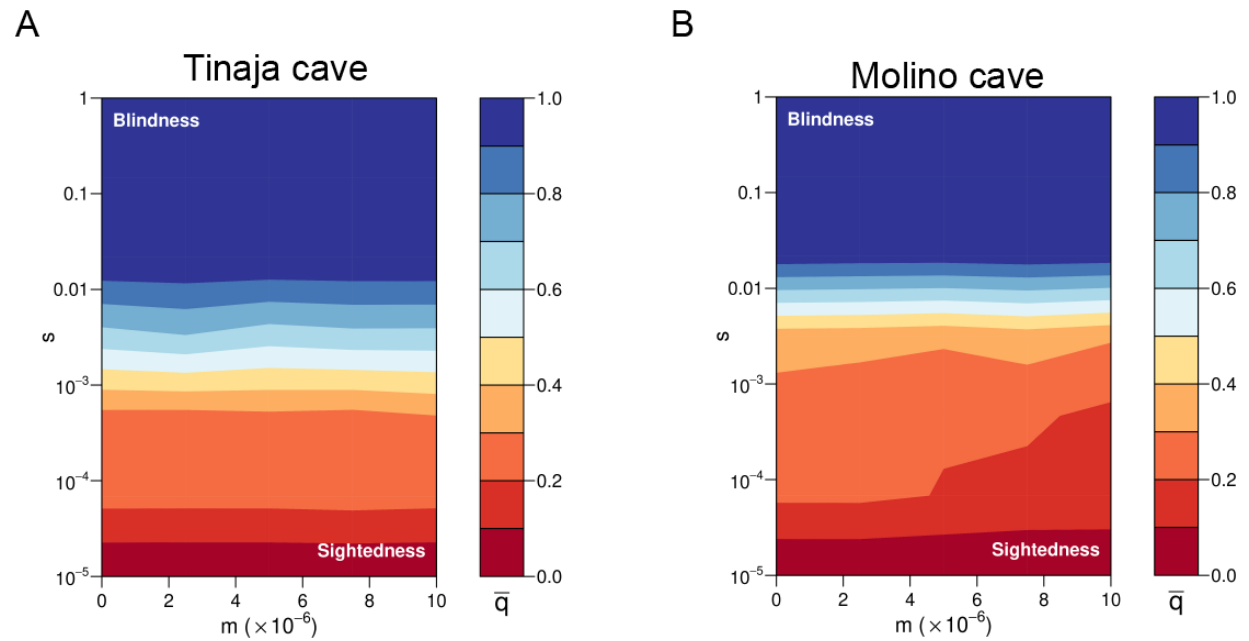 A
Tinaja cave
1
0.1
0.01
10⁻³
10⁻⁴
10⁻⁵
s
Blindness
Sightedness
0 2 4 6 8 10
m (×10⁻⁶)
1.0
0.8
0.6
0.4
0.2
0.0
q̅
B
Molino cave
1
0.1
0.01
10⁻³
10⁻⁴
10⁻⁵
s
Blindness
Sightedness
0 2 4 6 8 10
m (×10⁻⁶)
1.0
0.8
0.6
0.4
0.2
0.0
q̅